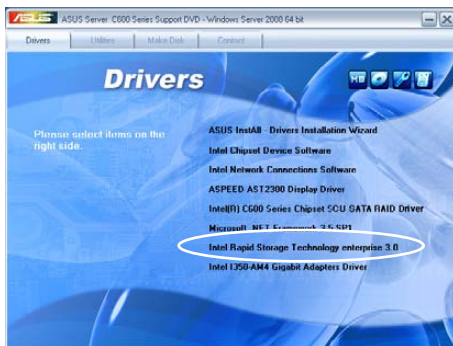 ASUS Server C600 Series Support DVD - Windows Server 2008 64 bit
Drivers
Utilities
Make Disk
Contact
Drivers
Please select items on the
right side.
ASUS InstAll - Drivers Installation Wizard
Intel Chipset Device Software
Intel Network Connections Software
ASPEED AST2300 Display Driver
Intel(R) C600 Series Chipset SCU SATA RAID Driver
Microsoft .NET Framework 3.5 SP1
Intel Rapid Storage Technology enterprise 3.0
Intel I350-AM4 Gigabit Adapters Driver